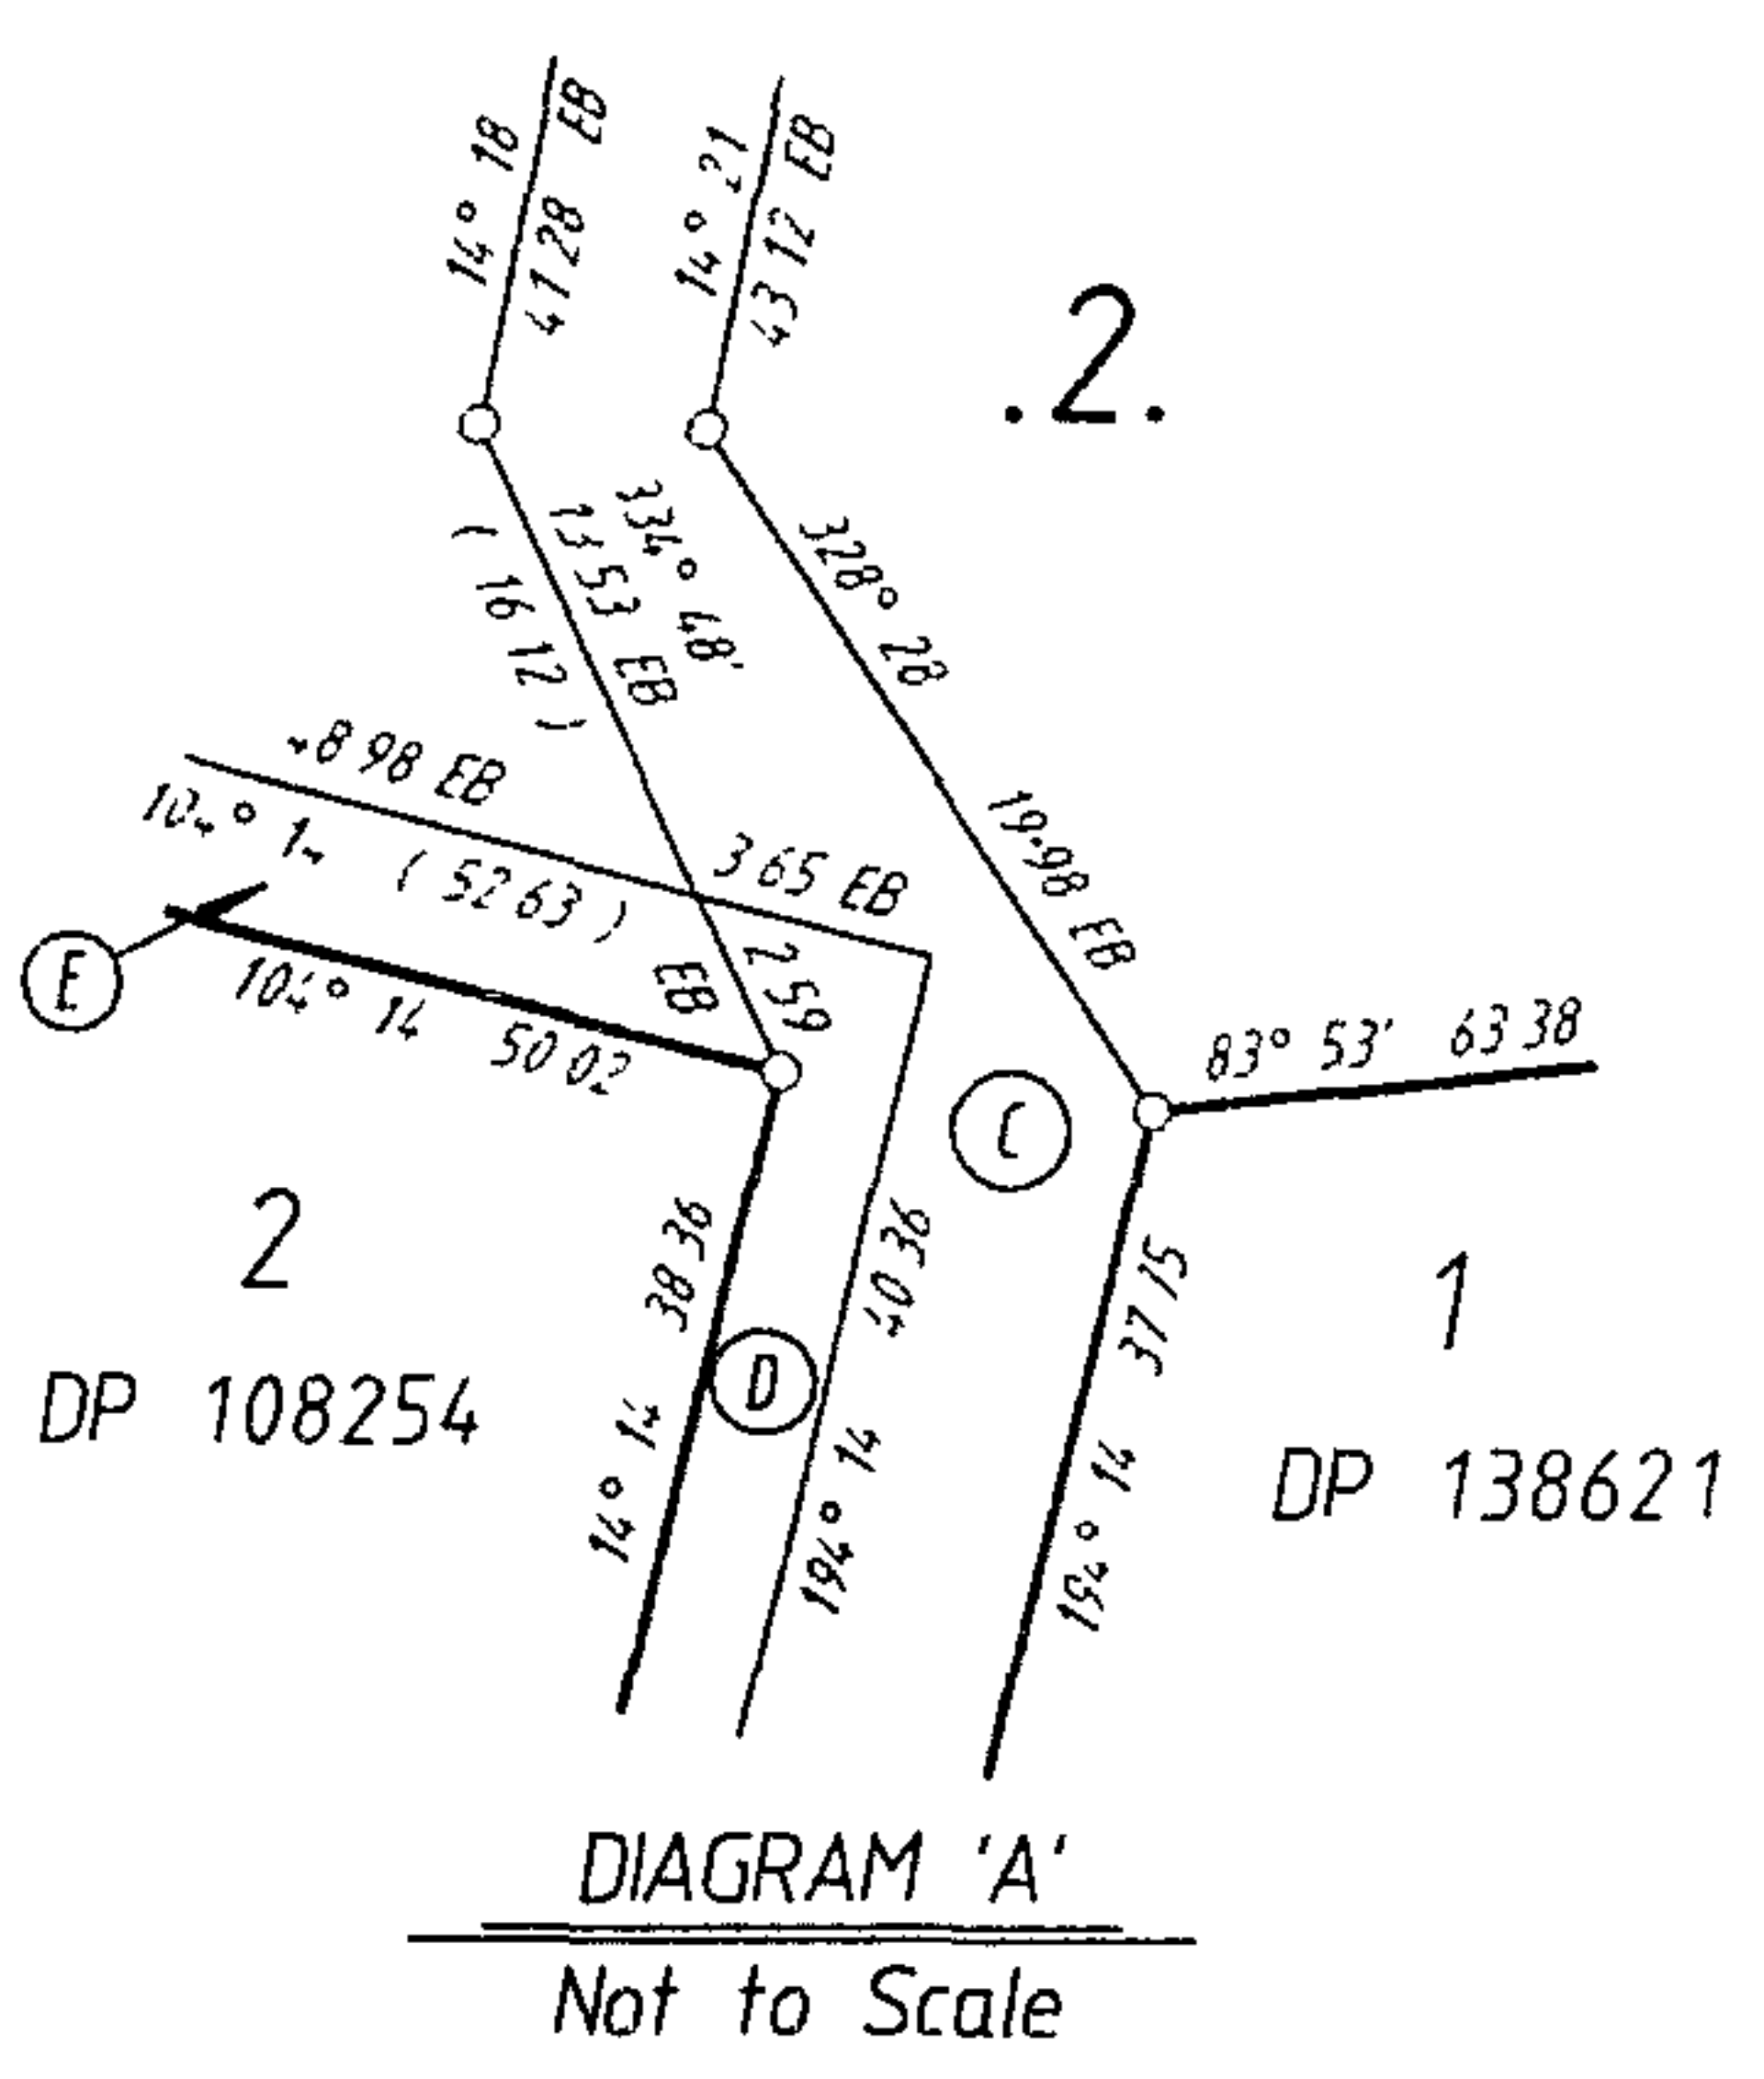 14° 18
41 28 EB
14° 21
43 12 EB
.2.
334° 48'
13 53 EB
( 16 12 )
328° 28
19·98 EB
48 98 EB
104° 14 ( 52 63 )
3 65 EB
2 59 EB
E
104° 14 50 02
83° 53' 63 38
C
2
DP 108254
38 36
14° 14
D
40 36
194° 14
37 15
194° 14
1
DP 138621
DIAGRAM 'A'
Not to Scale